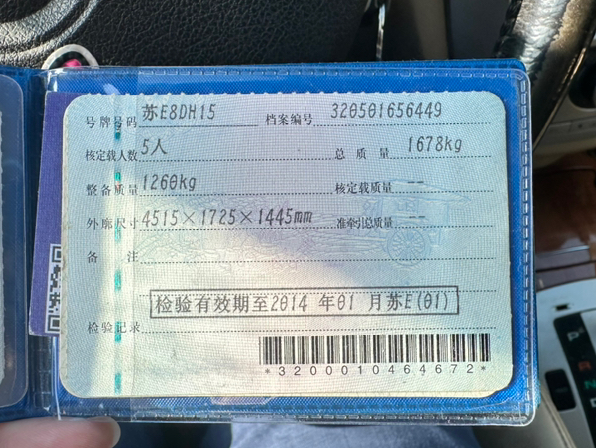 号牌号码 苏E8DH15 档案编号 320501656449
核定载人数 5人 总质量 1678kg
整备质量 1260kg 核定载质量 --
外廓尺寸 4515×1725×1445mm 准牵引总质量 --
备注
检验有效期至2014 年01 月苏E(01)
检验记录
*3200010464672*